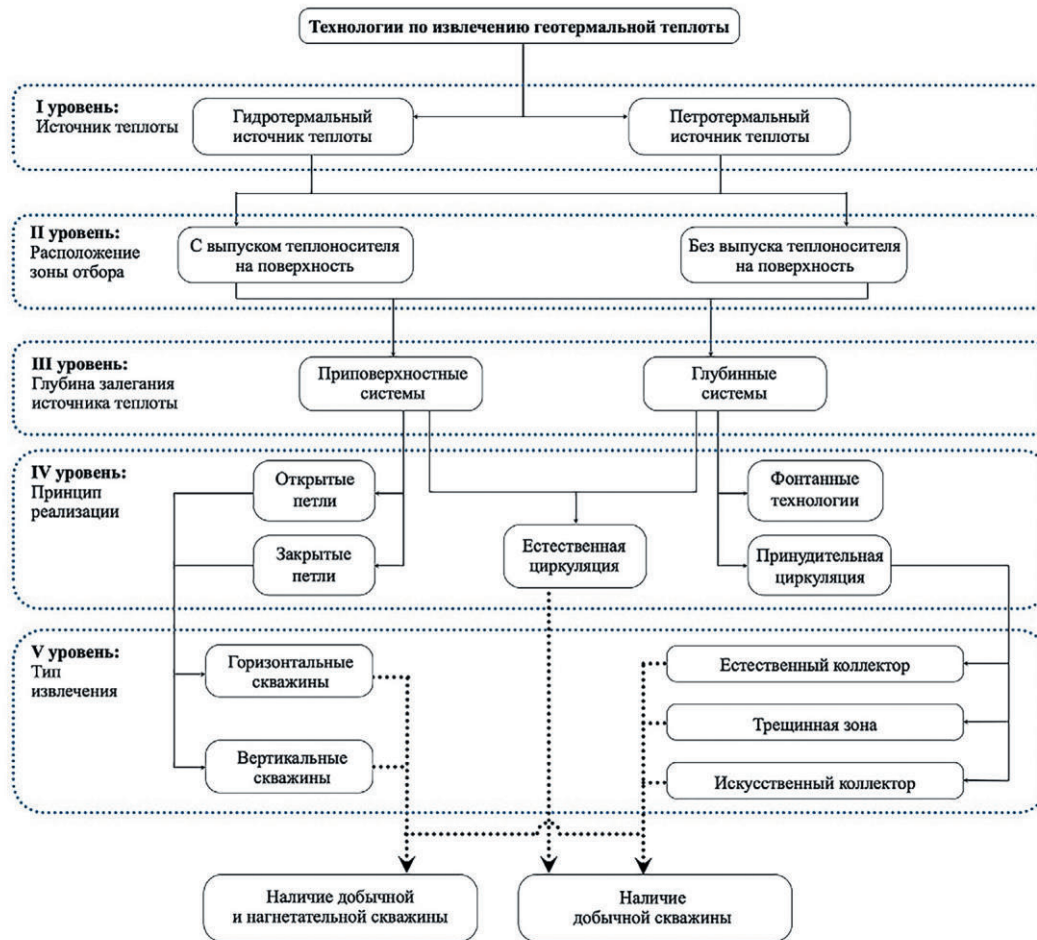 Технологии по извлечению геотермальной теплоты
I уровень:
Источник теплоты
Гидротермальный
источник теплоты
Петротермальный
источник теплоты
II уровень:
Расположение
зоны отбора
С выпуском теплоносителя
на поверхность
Без выпуска теплоносителя
на поверхность
III уровень:
Глубина залегания
источника теплоты
Приповерхностные
системы
Глубинные
системы
IV уровень:
Принцип
реализации
Открытые
петли
Закрытые
петли
Естественная
циркуляция
Фонтанные
технологии
Принудительная
циркуляция
V уровень:
Тип
извлечения
Горизонтальные
скважины
Вертикальные
скважины
Естественный коллектор
Трещинная зона
Искусственный коллектор
Наличие добычной
и нагнетательной скважины
Наличие
добычной скважины